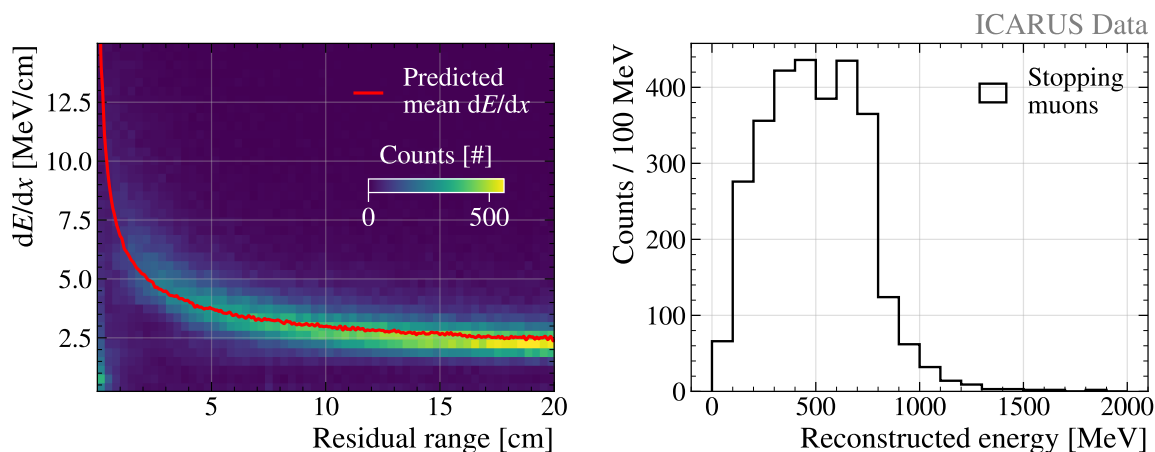 ICARUS Data
dE/dx [MeV/cm]
12.5
10.0
7.5
5.0
2.5
Predicted
mean dE/dx
Counts [#]
0 500
5 10 15 20
Residual range [cm]
Counts / 100 MeV
400
300
200
100
0
Stopping
muons
0 500 1000 1500 2000
Reconstructed energy [MeV]